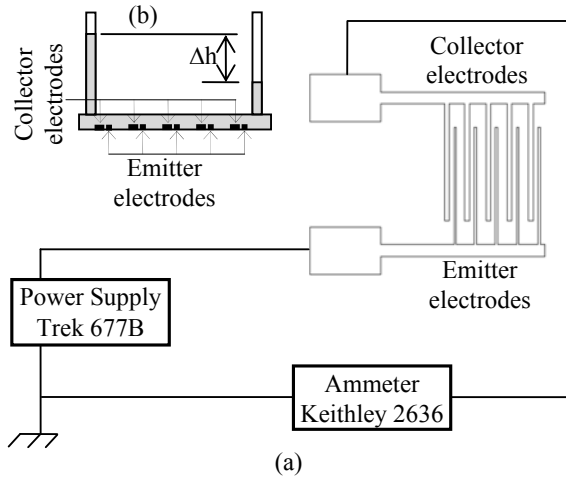 (b)
Δh
Collector
electrodes
Emitter
electrodes
Collector
electrodes
Emitter
electrodes
Power Supply
Trek 677B
Ammeter
Keithley 2636
(a)